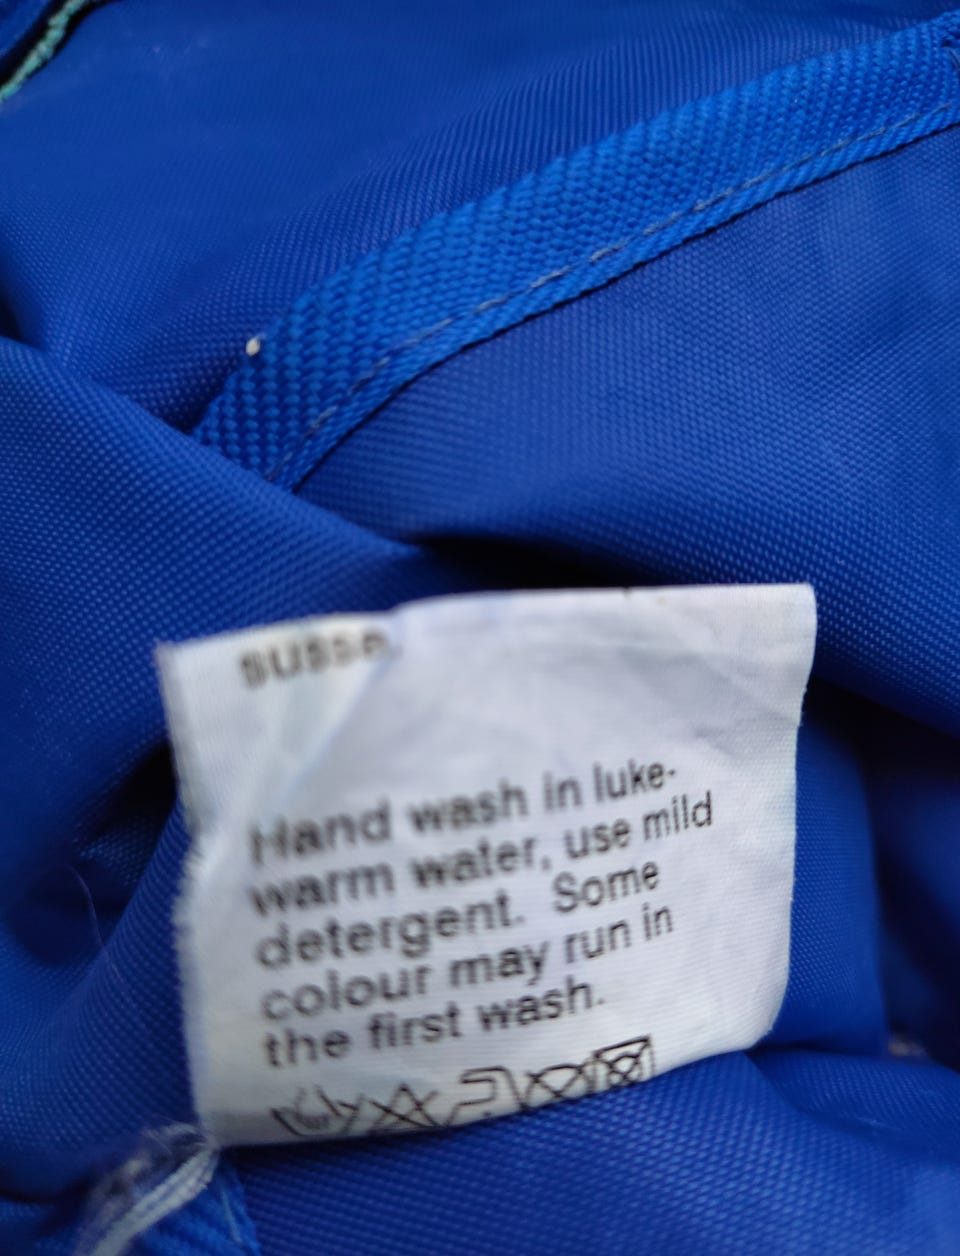 Hand wash in luke-
warm water, use mild
detergent. Some
colour may run in
the first wash.